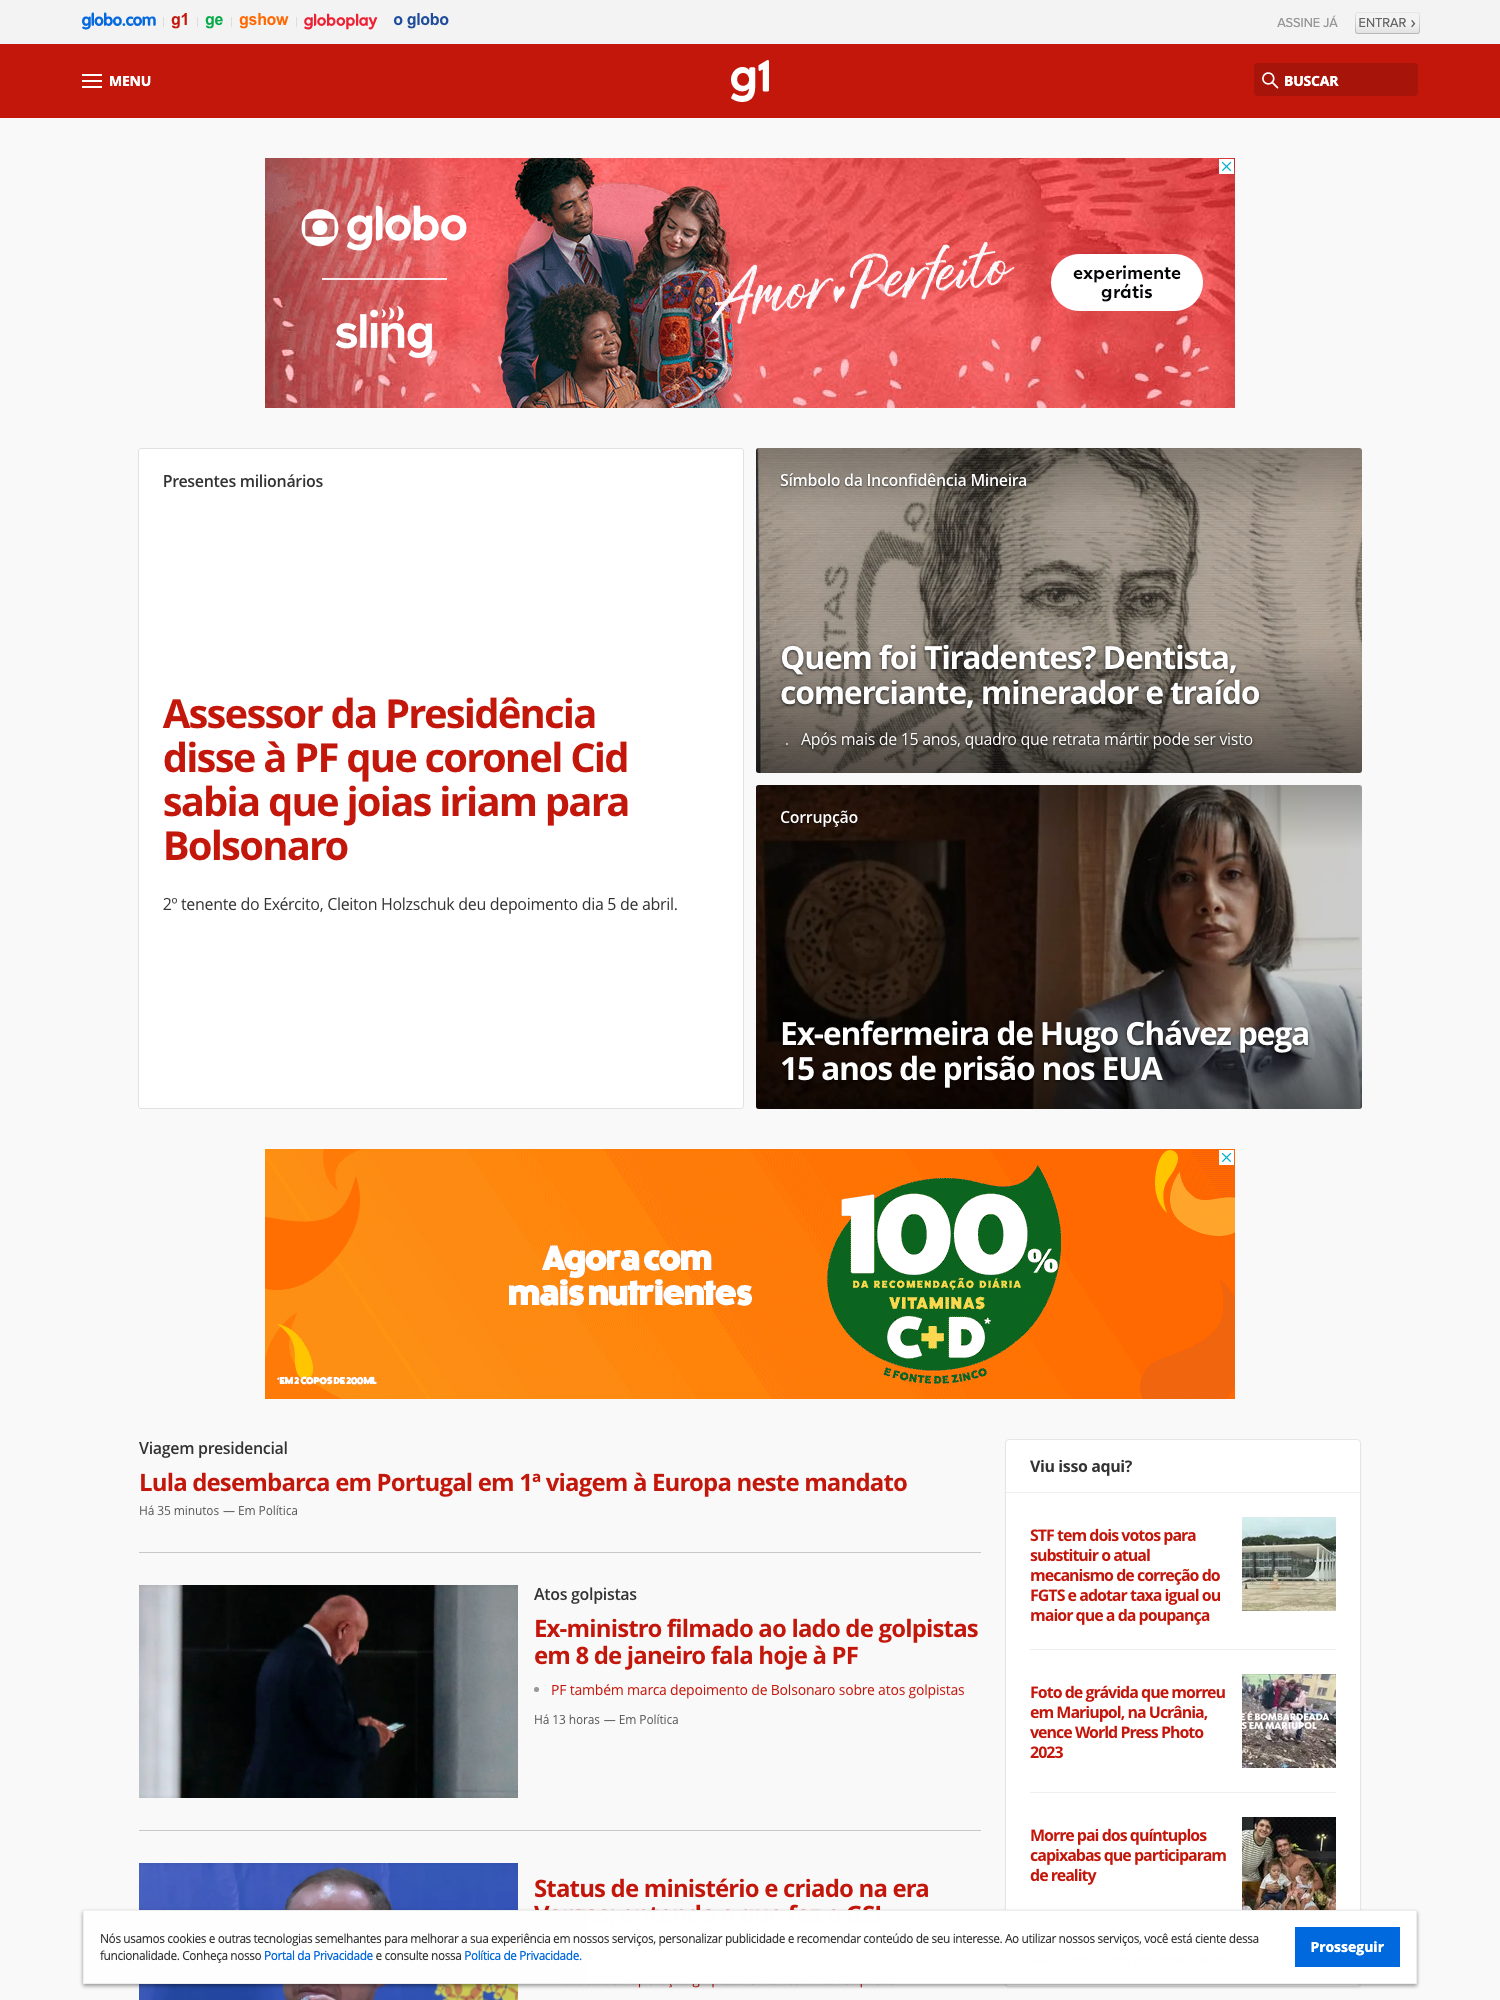 globo.com g1 ge gshow globoplay o globo ASSINE JÁ ENTRAR ›
MENU g1 BUSCAR
globo
sling
Amor Perfeito
experimente
grátis
Presentes milionários
Assessor da Presidência
disse à PF que coronel Cid
sabia que joias iriam para
Bolsonaro
2º tenente do Exército, Cleiton Holzschuk deu depoimento dia 5 de abril.
Símbolo da Inconfidência Mineira
Quem foi Tiradentes? Dentista,
comerciante, minerador e traído
. Após mais de 15 anos, quadro que retrata mártir pode ser visto
Corrupção
Ex-enfermeira de Hugo Chávez pega
15 anos de prisão nos EUA
Agora com
mais nutrientes
100%
DA RECOMENDAÇÃO DIÁRIA
VITAMINAS
C+D*
E FONTE DE ZINCO
*EM 2 COPOS DE 200ML
Viagem presidencial
Lula desembarca em Portugal em 1ª viagem à Europa neste mandato
Há 35 minutos — Em Política
Atos golpistas
Ex-ministro filmado ao lado de golpistas
em 8 de janeiro fala hoje à PF
PF também marca depoimento de Bolsonaro sobre atos golpistas
Há 13 horas — Em Política
Status de ministério e criado na era
Viu isso aqui?
STF tem dois votos para
substituir o atual
mecanismo de correção do
FGTS e adotar taxa igual ou
maior que a da poupança
Foto de grávida que morreu
em Mariupol, na Ucrânia,
vence World Press Photo
2023
E É BOMBARDEADA
S EM MARIUPOL
Morre pai dos quíntuplos
capixabas que participaram
de reality
Nós usamos cookies e outras tecnologias semelhantes para melhorar a sua experiência em nossos serviços, personalizar publicidade e recomendar conteúdo de seu interesse. Ao utilizar nossos serviços, você está ciente dessa
funcionalidade. Conheça nosso Portal da Privacidade e consulte nossa Política de Privacidade.
Prosseguir